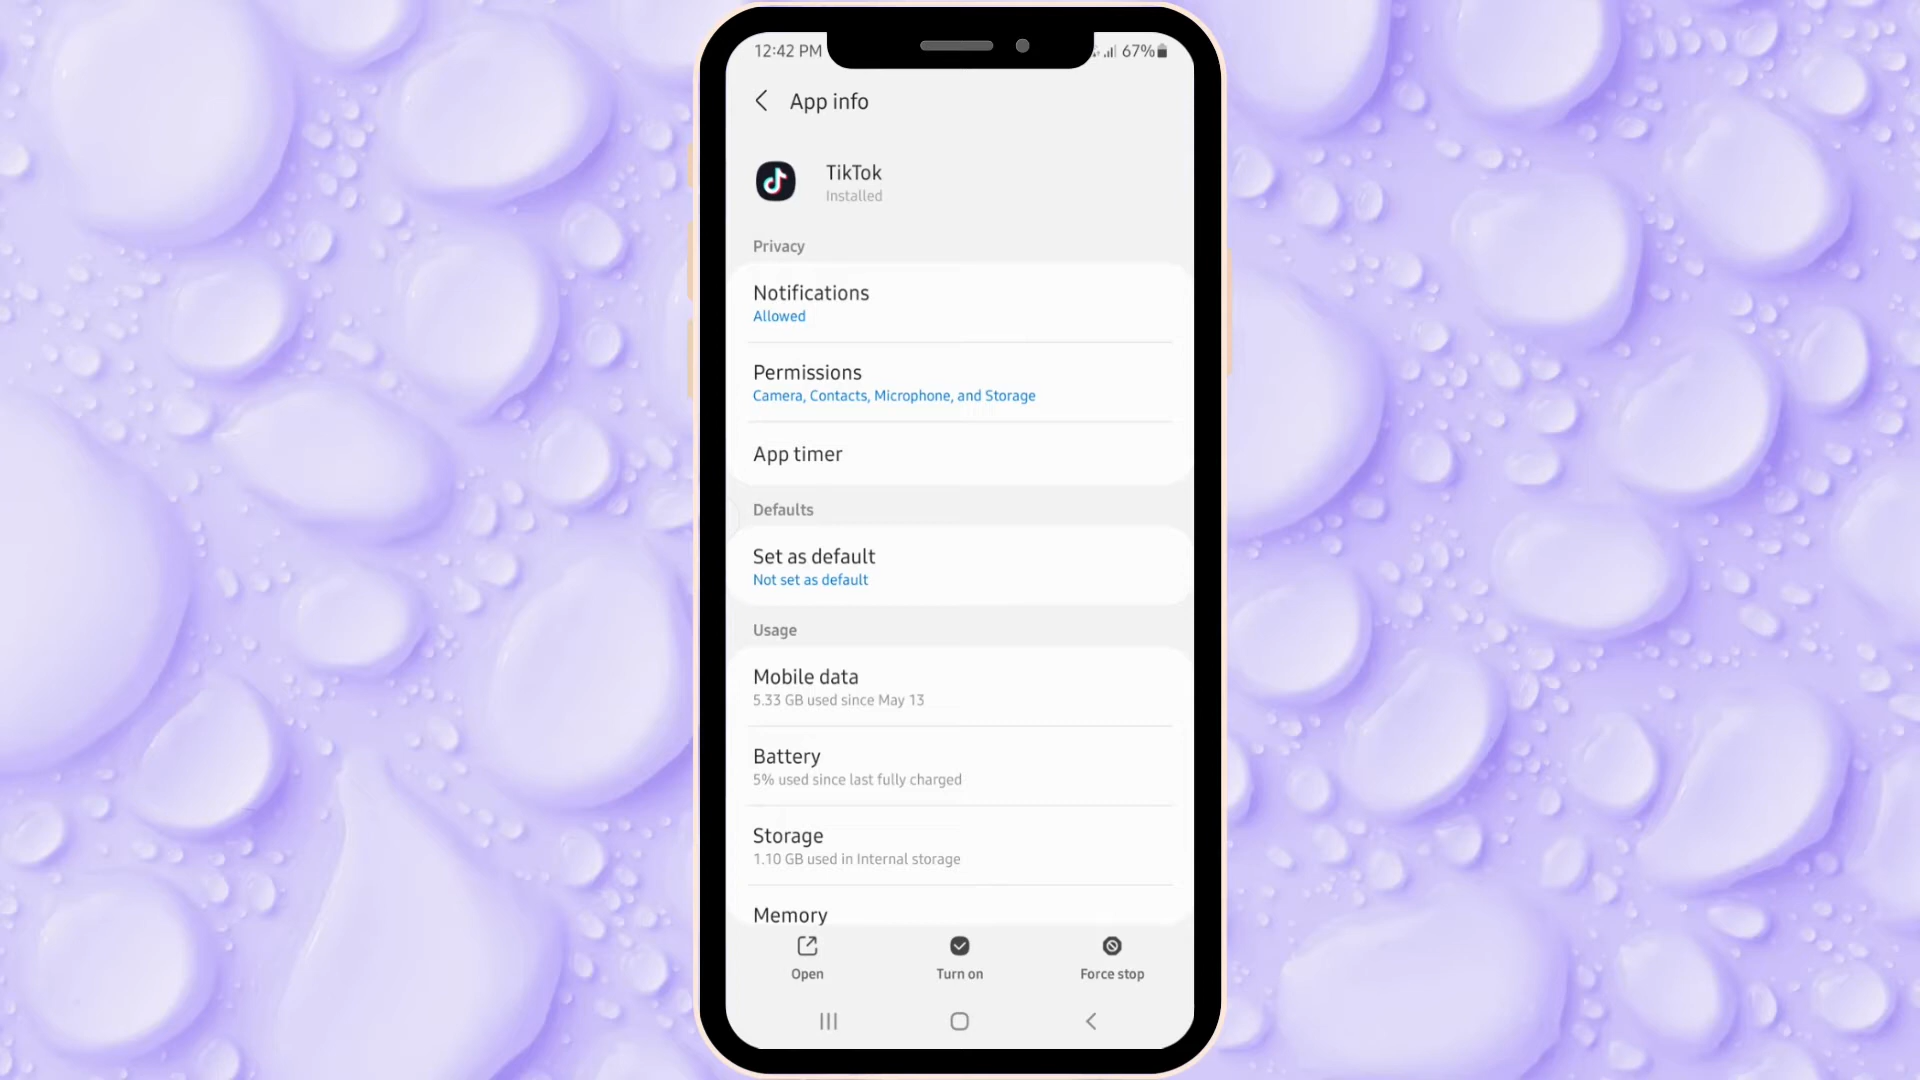 12:42 PM 67%
App info
TikTok
Installed
Privacy
Notifications
Allowed
Permissions
Camera, Contacts, Microphone, and Storage
App timer
Defaults
Set as default
Not set as default
Usage
Mobile data
5.33 GB used since May 13
Battery
5% used since last fully charged
Storage
1.10 GB used in Internal storage
Memory
Open Turn on Force stop